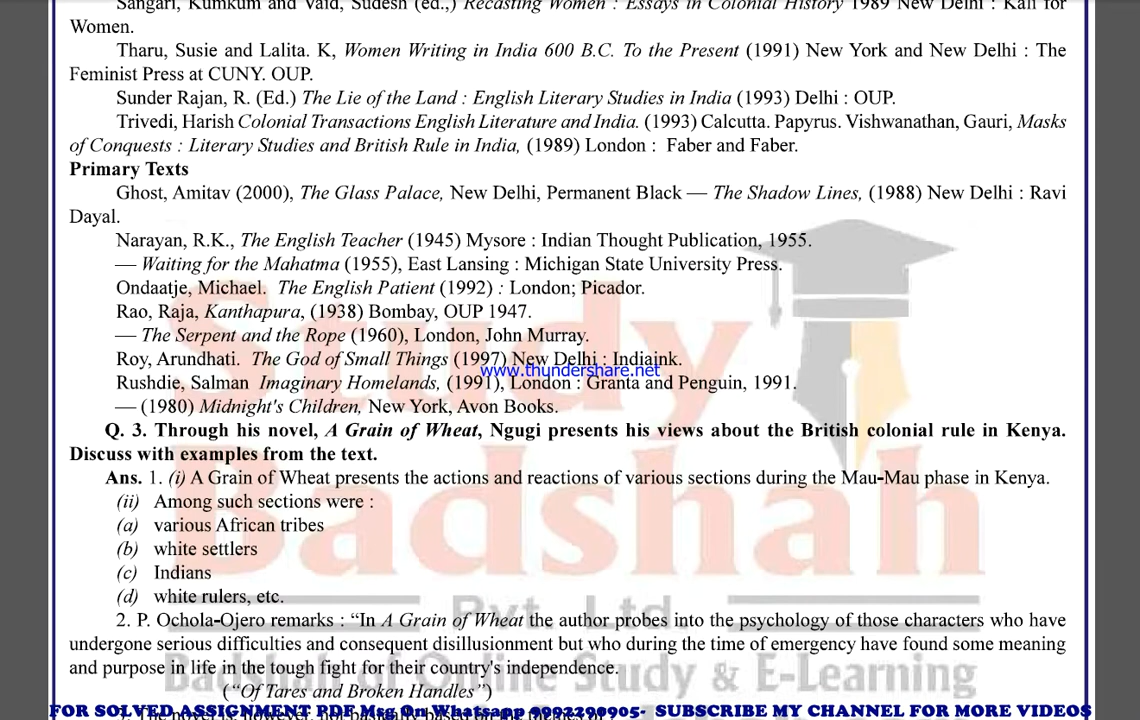 Sangari, Kumkum and Vaid, Sudesh (ed.,) Recasting Women : Essays in Colonial History 1989 New Delhi : Kali for
Women.
Tharu, Susie and Lalita. K, Women Writing in India 600 B.C. To the Present (1991) New York and New Delhi : The
Feminist Press at CUNY. OUP.
Sunder Rajan, R. (Ed.) The Lie of the Land : English Literary Studies in India (1993) Delhi : OUP.
Trivedi, Harish Colonial Transactions English Literature and India. (1993) Calcutta. Papyrus. Vishwanathan, Gauri, Masks
of Conquests : Literary Studies and British Rule in India, (1989) London : Faber and Faber.
Primary Texts
Ghost, Amitav (2000), The Glass Palace, New Delhi, Permanent Black — The Shadow Lines, (1988) New Delhi : Ravi
Dayal.
Narayan, R.K., The English Teacher (1945) Mysore : Indian Thought Publication, 1955.
— Waiting for the Mahatma (1955), East Lansing : Michigan State University Press.
Ondaatje, Michael. The English Patient (1992) : London; Picador.
Rao, Raja, Kanthapura, (1938) Bombay, OUP 1947.
— The Serpent and the Rope (1960), London, John Murray.
Roy, Arundhati. The God of Small Things (1997) New Delhi : Indiaink.
www.thundershare.net
Rushdie, Salman Imaginary Homelands, (1991), London : Granta and Penguin, 1991.
— (1980) Midnight's Children, New York, Avon Books.
Q. 3. Through his novel, A Grain of Wheat, Ngugi presents his views about the British colonial rule in Kenya.
Discuss with examples from the text.
Ans. 1. (i) A Grain of Wheat presents the actions and reactions of various sections during the Mau-Mau phase in Kenya.
(ii) Among such sections were :
(a) various African tribes
(b) white settlers
(c) Indians
(d) white rulers, etc.
2. P. Ochola-Ojero remarks : “In A Grain of Wheat the author probes into the psychology of those characters who have
undergone serious difficulties and consequent disillusionment but who during the time of emergency have found some meaning
and purpose in life in the tough fight for their country's independence.
(“Of Tares and Broken Handles”)
Study
Badshah
Pvt. Ltd
Badshah of Online Study & E-Learning
FOR SOLVED ASSIGNMENT PDF Msg On Whatsapp 9992290905- SUBSCRIBE MY CHANNEL FOR MORE VIDEOS